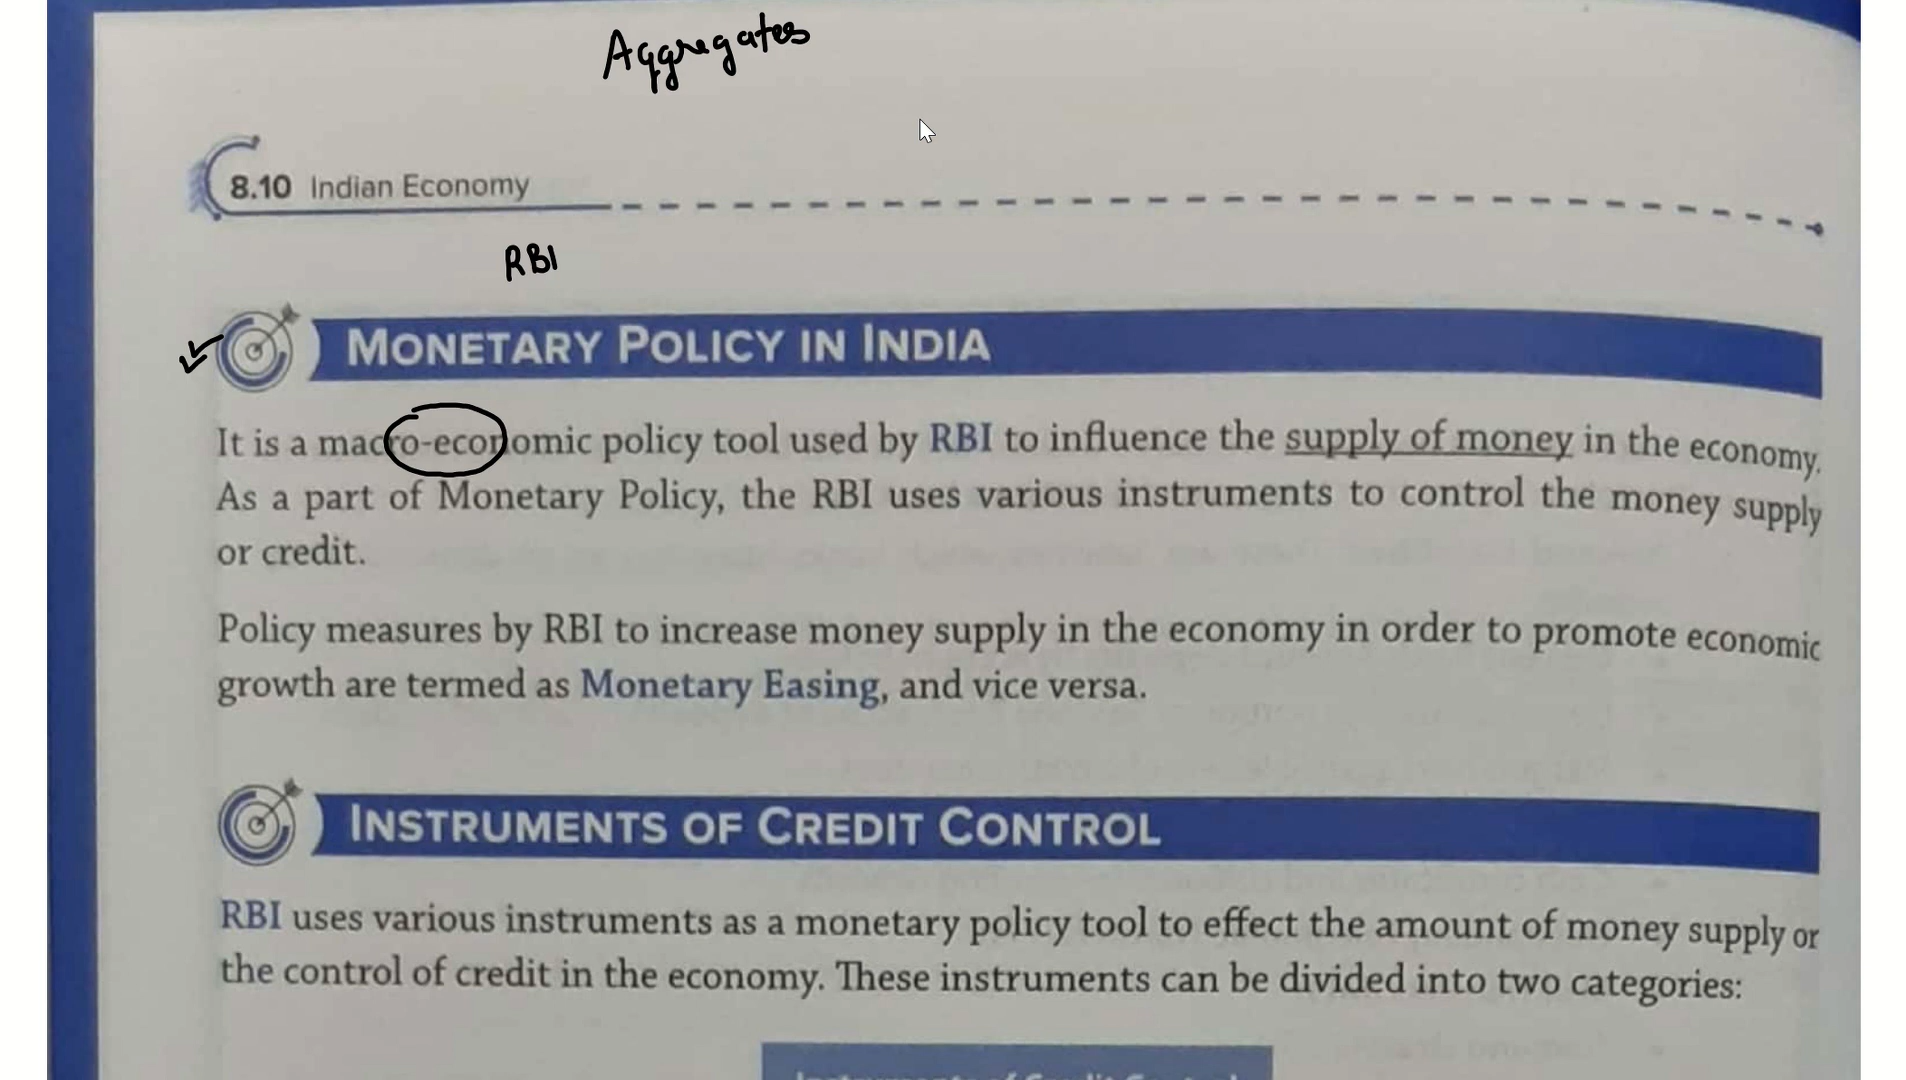 Aggregates
8.10 Indian Economy
RBI
MONETARY POLICY IN INDIA
It is a macro-economic policy tool used by RBI to influence the supply of money in the economy.
As a part of Monetary Policy, the RBI uses various instruments to control the money supply
or credit.
Policy measures by RBI to increase money supply in the economy in order to promote economic
growth are termed as Monetary Easing, and vice versa.
INSTRUMENTS OF CREDIT CONTROL
RBI uses various instruments as a monetary policy tool to effect the amount of money supply or
the control of credit in the economy. These instruments can be divided into two categories: